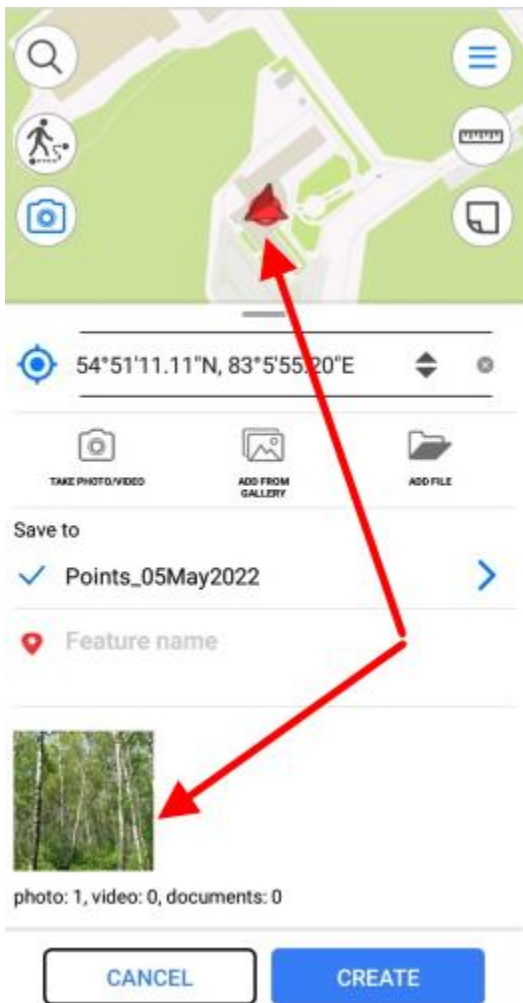 54°51'11.11"N, 83°5'55.20"E
TAKE PHOTO/VIDEO
ADD FROM
GALLERY
ADD FILE
Save to
Points_05May2022
Feature name
photo: 1, video: 0, documents: 0
CANCEL
CREATE